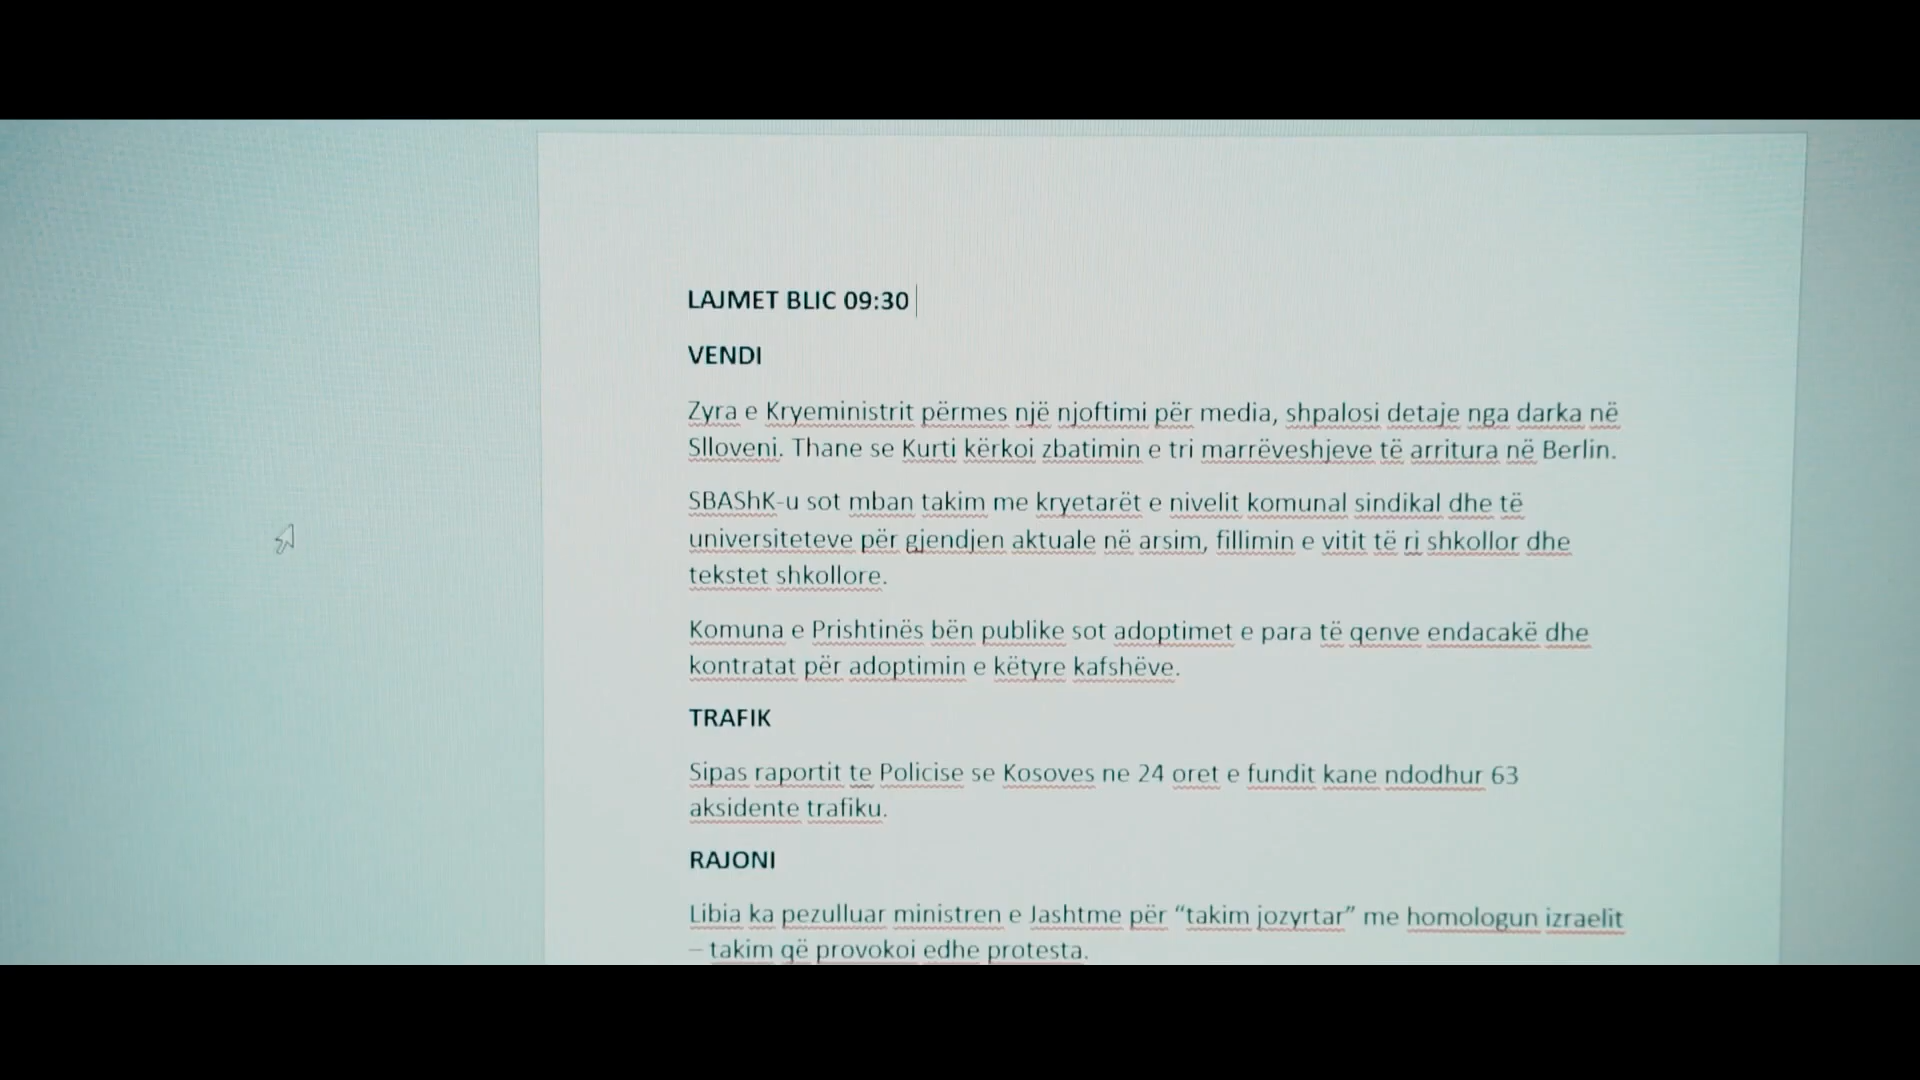 LAJMET BLIC 09:30
VENDI
Zyra e Kryeministrit përmes një njoftimi për media, shpalosi detaje nga darka në
Slloveni. Thane se Kurti kërkoi zbatimin e tri marrëveshjeve të arritura në Berlin.
SBAShK-u sot mban takim me kryetarët e nivelit komunal sindikal dhe të
universiteteve për gjendjen aktuale në arsim, fillimin e vitit të ri shkollor dhe
tekstet shkollore.
Komuna e Prishtinës bën publike sot adoptimet e para të qenve endacakë dhe
kontratat për adoptimin e këtyre kafshëve.
TRAFIK
Sipas raportit te Policise se Kosoves ne 24 oret e fundit kane ndodhur 63
aksidente trafiku.
RAJONI
Libia ka pezulluar ministren e Jashtme për “takim jozyrtar” me homologun izraelit
– takim që provokoi edhe protesta.